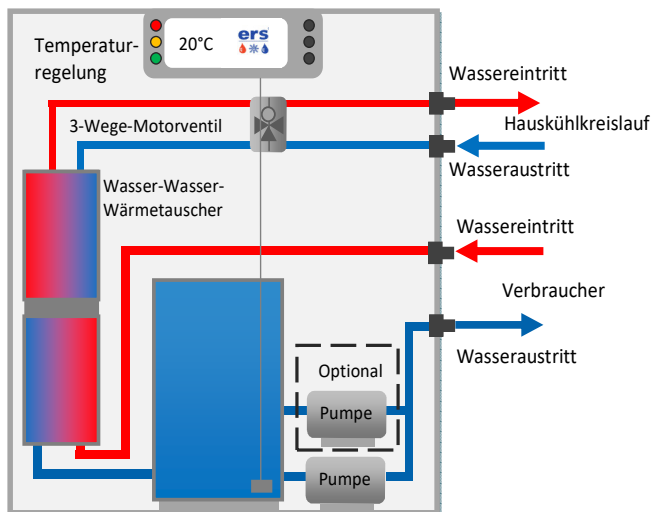 Temperatur-
regelung
20°C
ers
3-Wege-Motorventil
Wasser-Wasser-
Wärmetauscher
Wassereintritt
Hauskühlkreislauf
Wasseraustritt
Wassereintritt
Verbraucher
Wasseraustritt
Optional
Pumpe
Pumpe